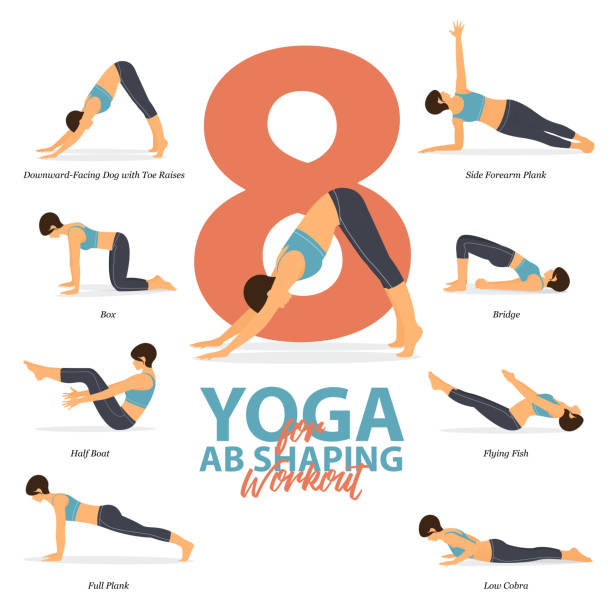 8
Downward-Facing Dog with Toe Raises
Side Forearm Plank
Box
Bridge
YOGA
for
AB SHAPING
Workout
Half Boat
Flying Fish
Full Plank
Low Cobra